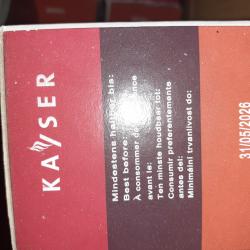 KAYSER
Mindestens haltbar bis:
Best before:
À consommer de
avant le:
Ten minste houdbaar tot:
Consumir preferentemente
antes del:
Minimální trvanlivost do:
31/05/2026